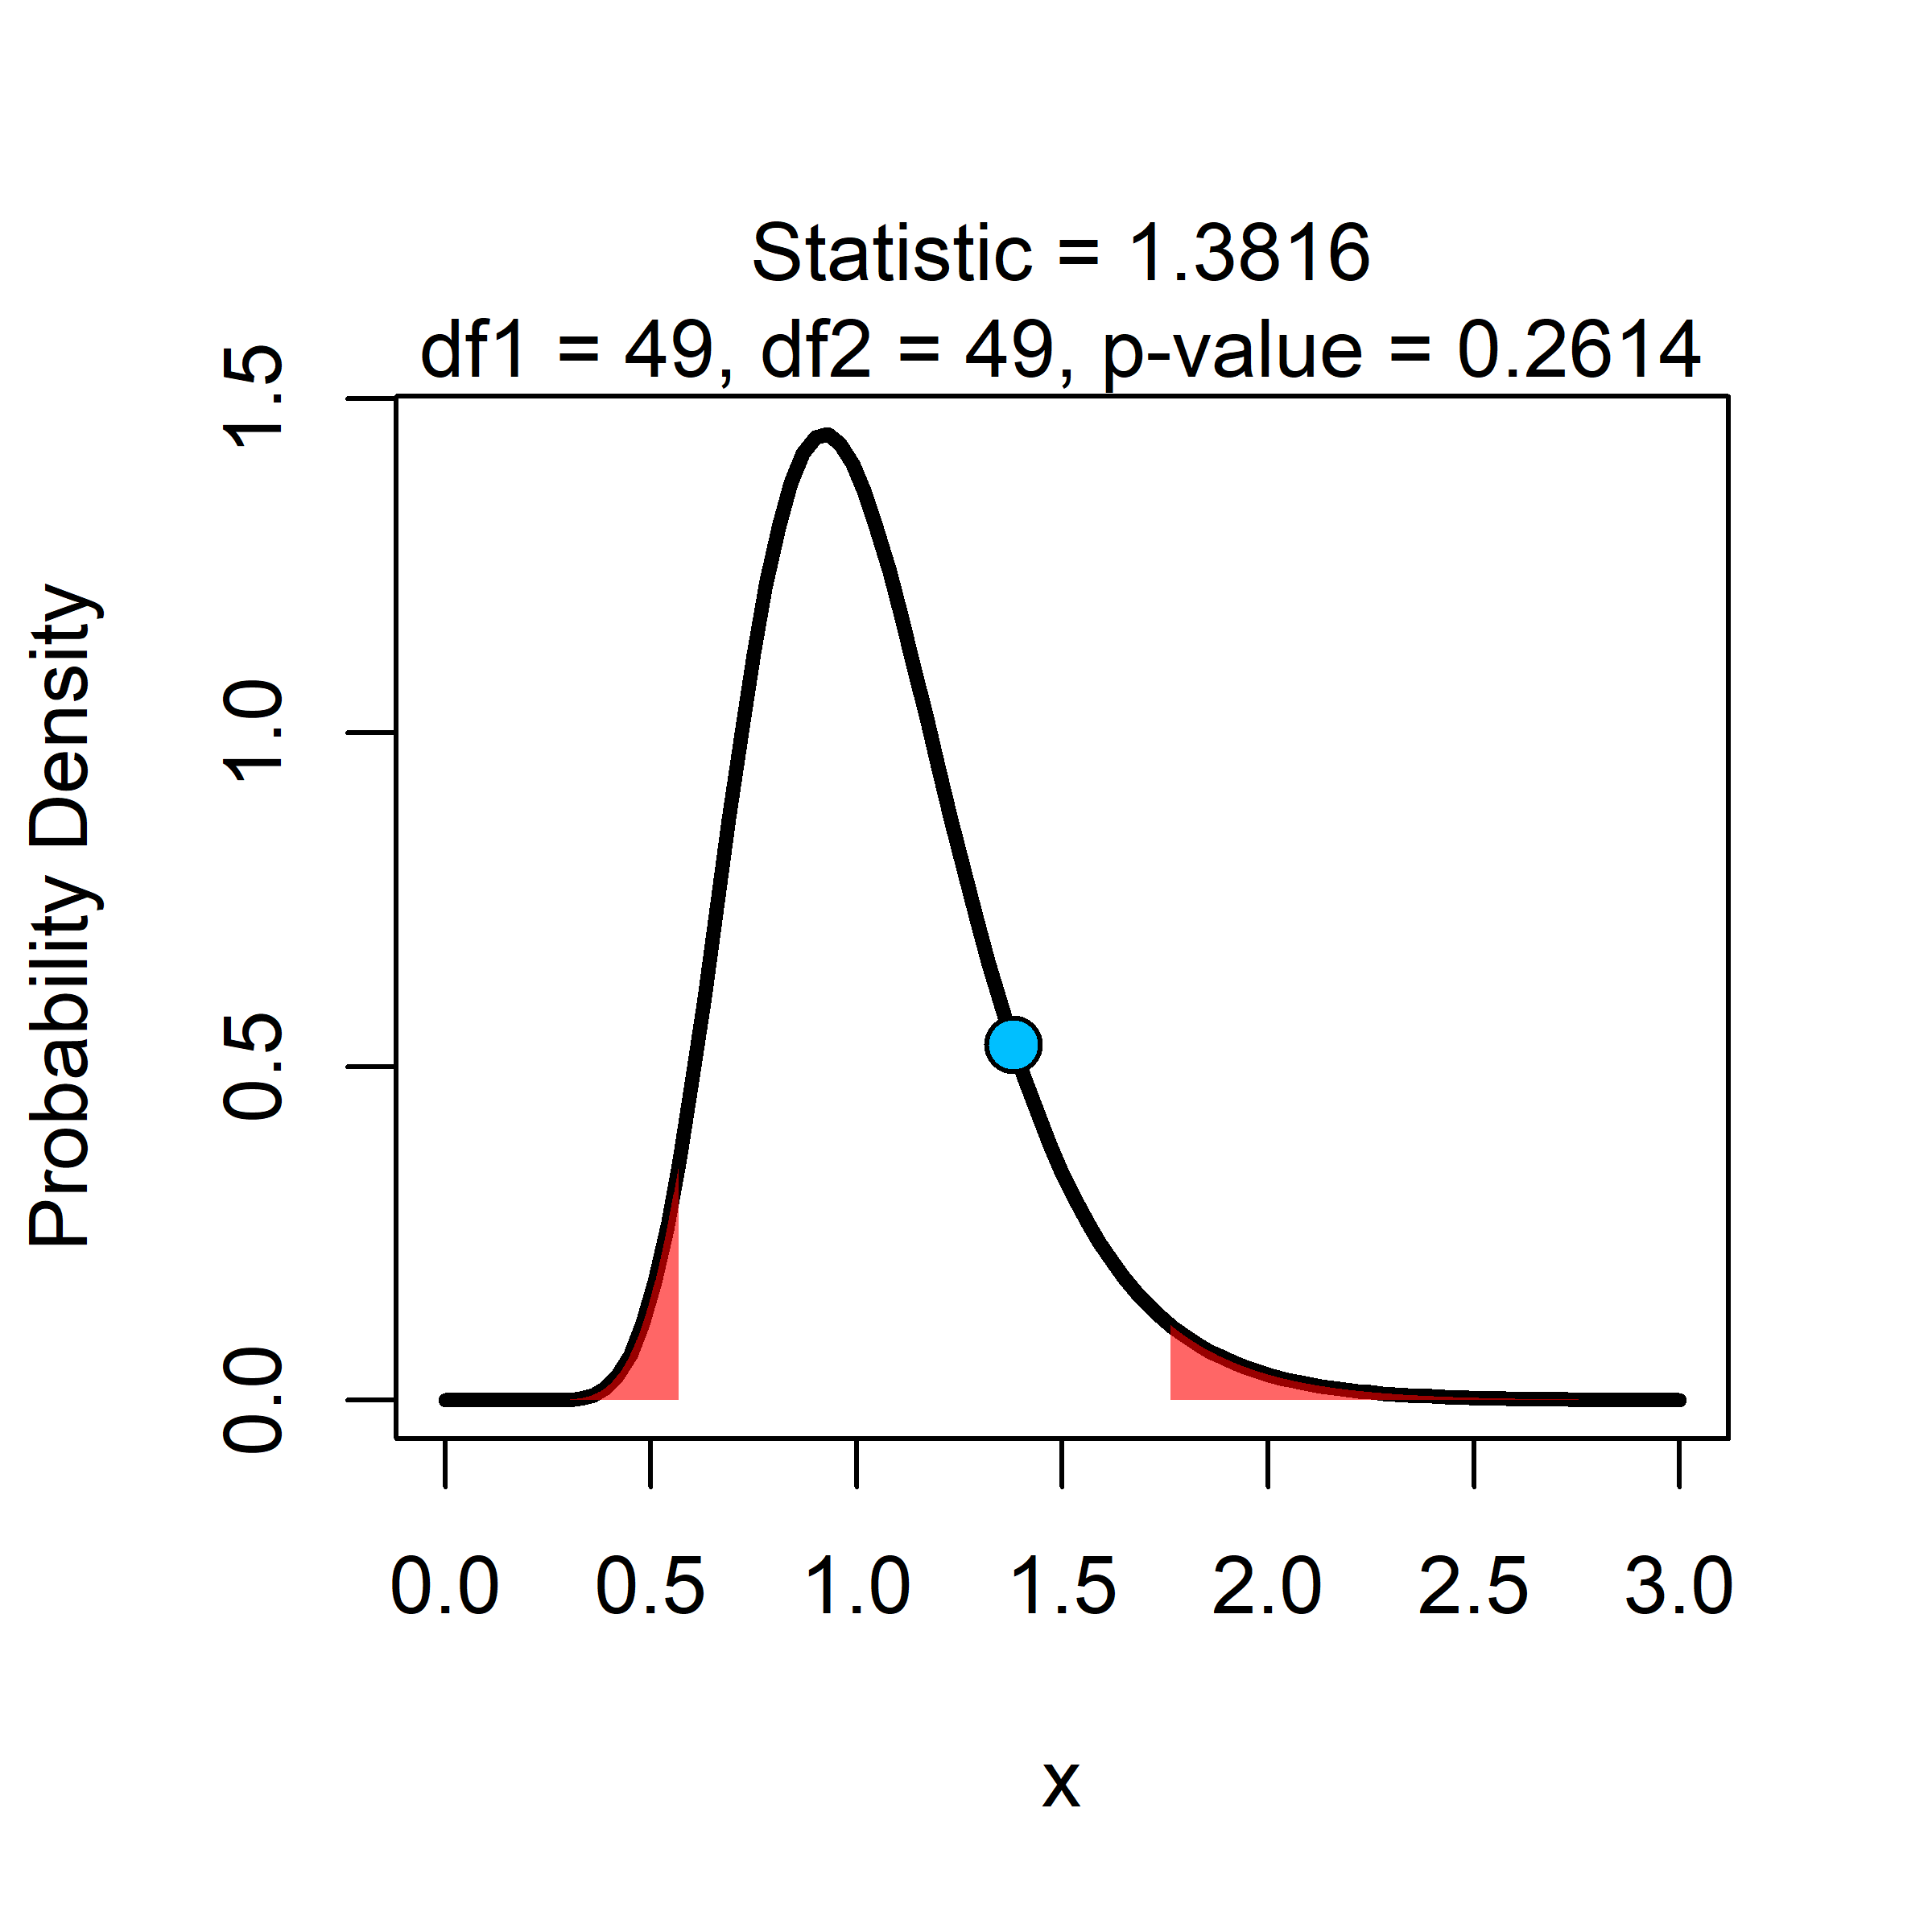 Statistic = 1.3816
df1 = 49, df2 = 49, p-value = 0.2614
Probability Density
1.5
1.0
0.5
0.0
0.0 0.5 1.0 1.5 2.0 2.5 3.0
x